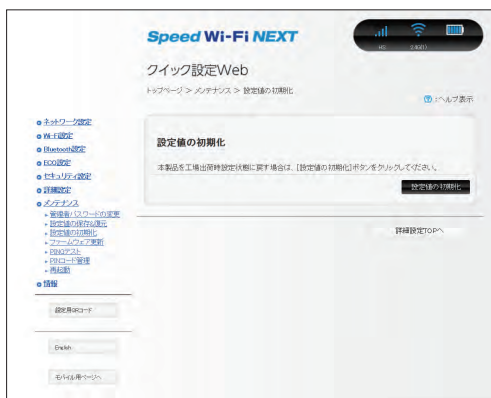 Speed Wi-Fi NEXT
クイック設定Web
トップページ > メンテナンス > 設定値の初期化
?:ヘルプ表示
ネットワーク設定
Wi-Fi設定
Bluetooth設定
ECO設定
セキュリティ設定
詳細設定
メンテナンス
管理者パスワードの変更
設定値の保存&復元
設定値の初期化
ファームウェア更新
PINGテスト
PINコード管理
再起動
情報
設定用QRコード
English
モバイル用ページへ
設定値の初期化
本製品を工場出荷時設定状態に戻す場合は、[設定値の初期化]ボタンをクリックしてください。
設定値の初期化
詳細設定TOPへ